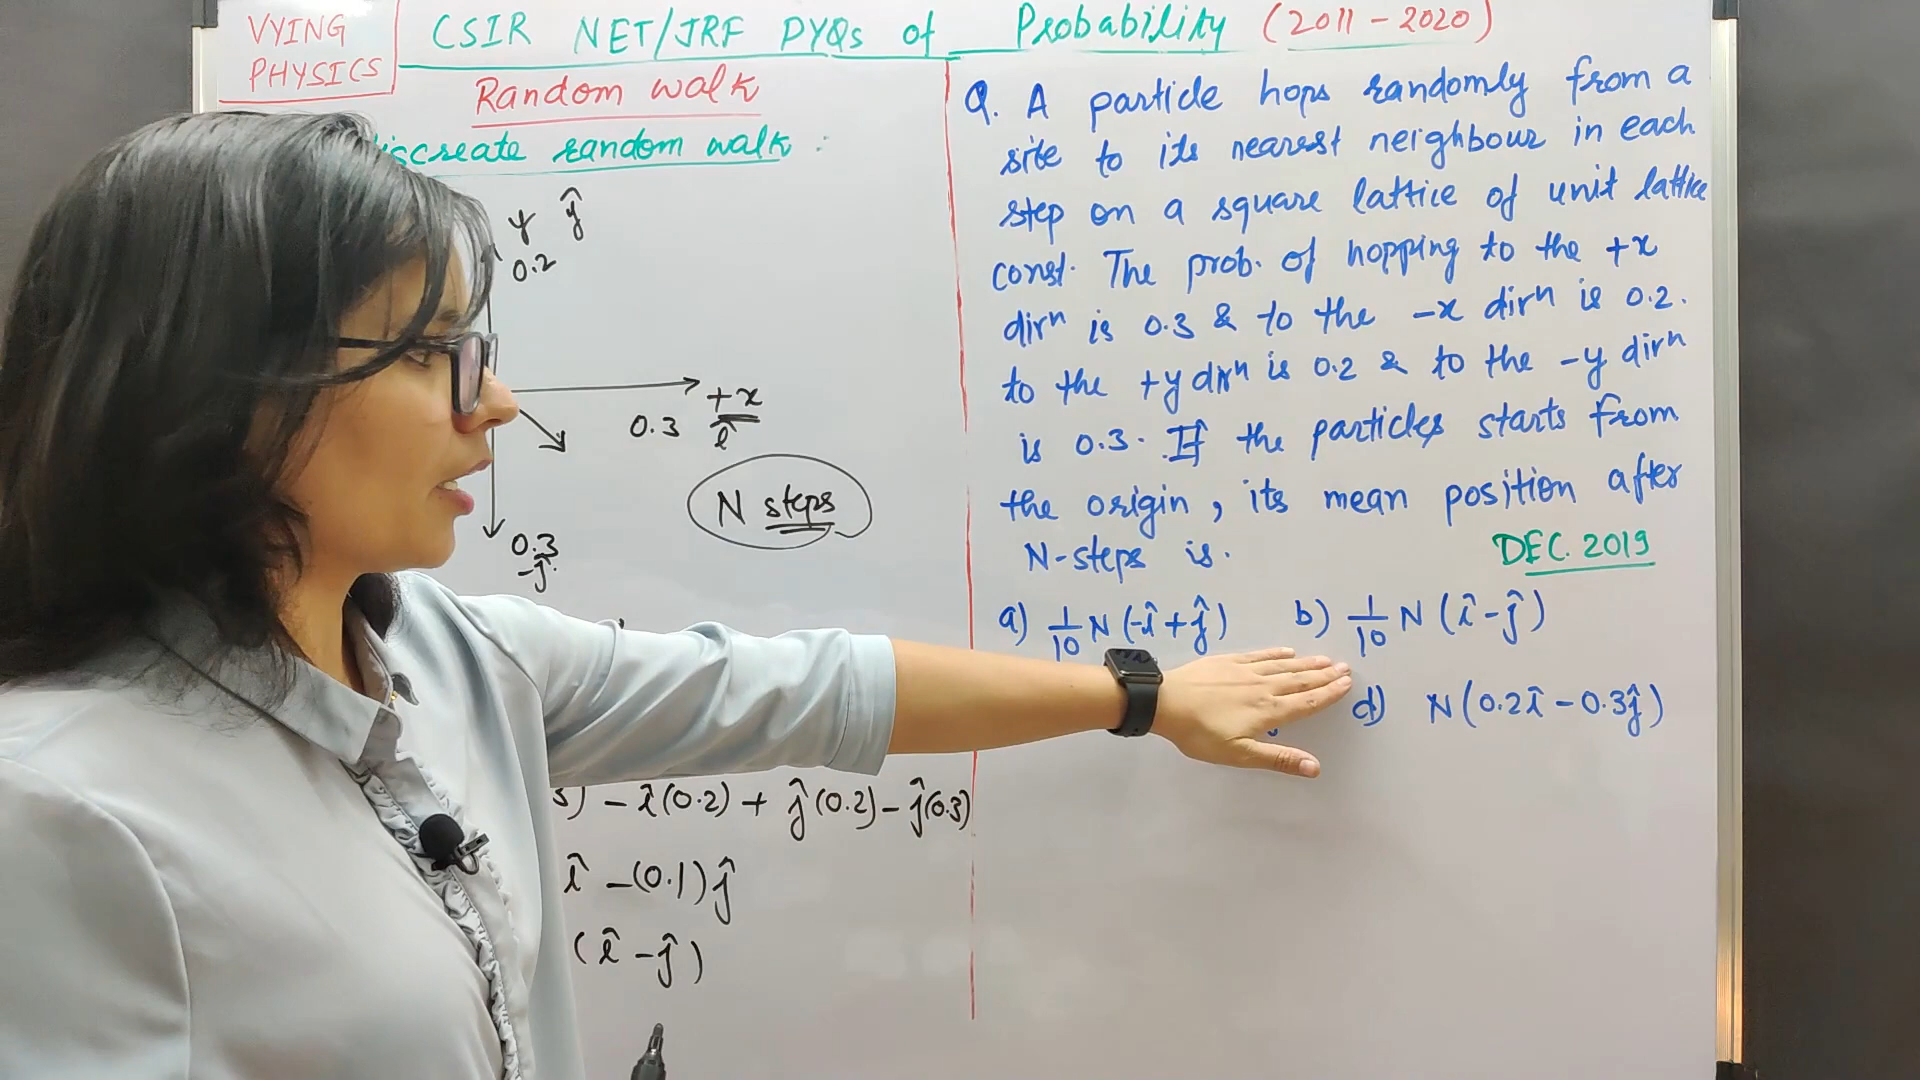 VYING
PHYSICS
CSIR NET/JRF PYQs of Probability (2011-2020)
Random walk
iscreate random walk :
y ŷ
0.2
+x
0.3 î
N steps
0.3
-ĵ
- î(0.2) + ĵ(0.2) - ĵ(0.3)
î -(0.1)ĵ
(î - ĵ)
Q. A particle hops randomly from a
site to its nearest neighbour in each
step on a square lattice of unit lattice
const. The prob. of hopping to the +x
dirⁿ is 0.3 & to the -x dirⁿ is 0.2.
to the +y dirⁿ is 0.2 & to the -y dirⁿ
is 0.3. If the particles starts from
the origin, its mean position after
N-steps is.
DEC. 2019
a) 1/10 N (-î + ĵ) b) 1/10 N (î - ĵ)
d) N(0.2î - 0.3ĵ)